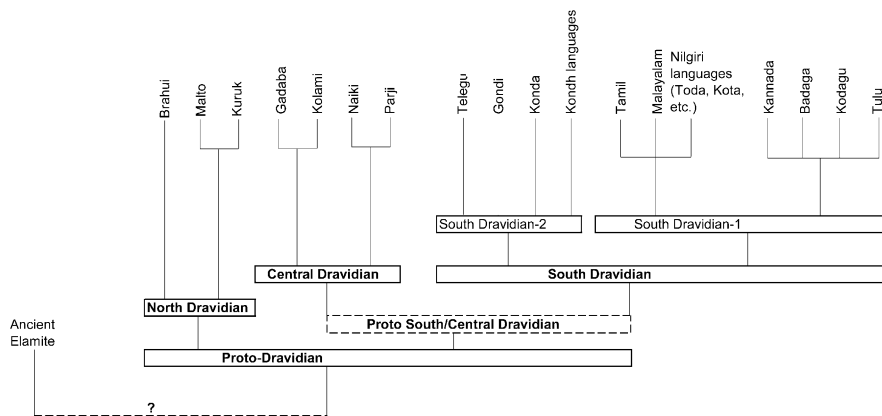 Brahui
Malto
Kuruk
Gadaba
Kolami
Naiki
Parji
Telegu
Gondi
Konda
Kondh languages
Tamil
Malayalam
Nilgiri
languages
(Toda, Kota,
etc.)
Kannada
Badaga
Kodagu
Tulu
South Dravidian-2
South Dravidian-1
Central Dravidian
South Dravidian
North Dravidian
Ancient
Elamite
Proto South/Central Dravidian
Proto-Dravidian
?